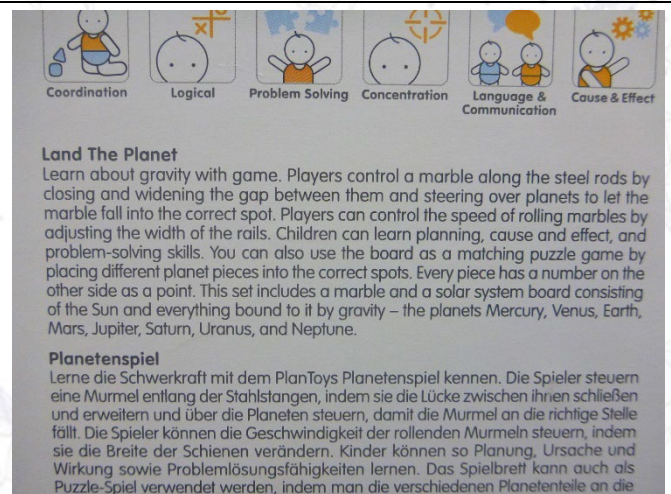 Coordination Logical Problem Solving Concentration Language & Cause & Effect
Communication
Land The Planet
Learn about gravity with game. Players control a marble along the steel rods by
closing and widening the gap between them and steering over planets to let the
marble fall into the correct spot. Players can control the speed of rolling marbles by
adjusting the width of the rails. Children can learn planning, cause and effect, and
problem-solving skills. You can also use the board as a matching puzzle game by
placing different planet pieces into the correct spots. Every piece has a number on the
other side as a point. This set includes a marble and a solar system board consisting
of the Sun and everything bound to it by gravity – the planets Mercury, Venus, Earth,
Mars, Jupiter, Saturn, Uranus, and Neptune.
Planetenspiel
Lerne die Schwerkraft mit dem PlanToys Planetenspiel kennen. Die Spieler steuern
eine Murmel entlang der Stahlstangen, indem sie die Lücke zwischen ihnen schließen
und erweitern und über die Planeten steuern, damit die Murmel an die richtige Stelle
fällt. Die Spieler können die Geschwindigkeit der rollenden Murmeln steuern, indem
sie die Breite der Schienen verändern. Kinder können so Planung, Ursache und
Wirkung sowie Problemlösungsfähigkeiten lernen. Das Spielbrett kann auch als
Puzzle-Spiel verwendet werden, indem man die verschiedenen Planetenteile an die